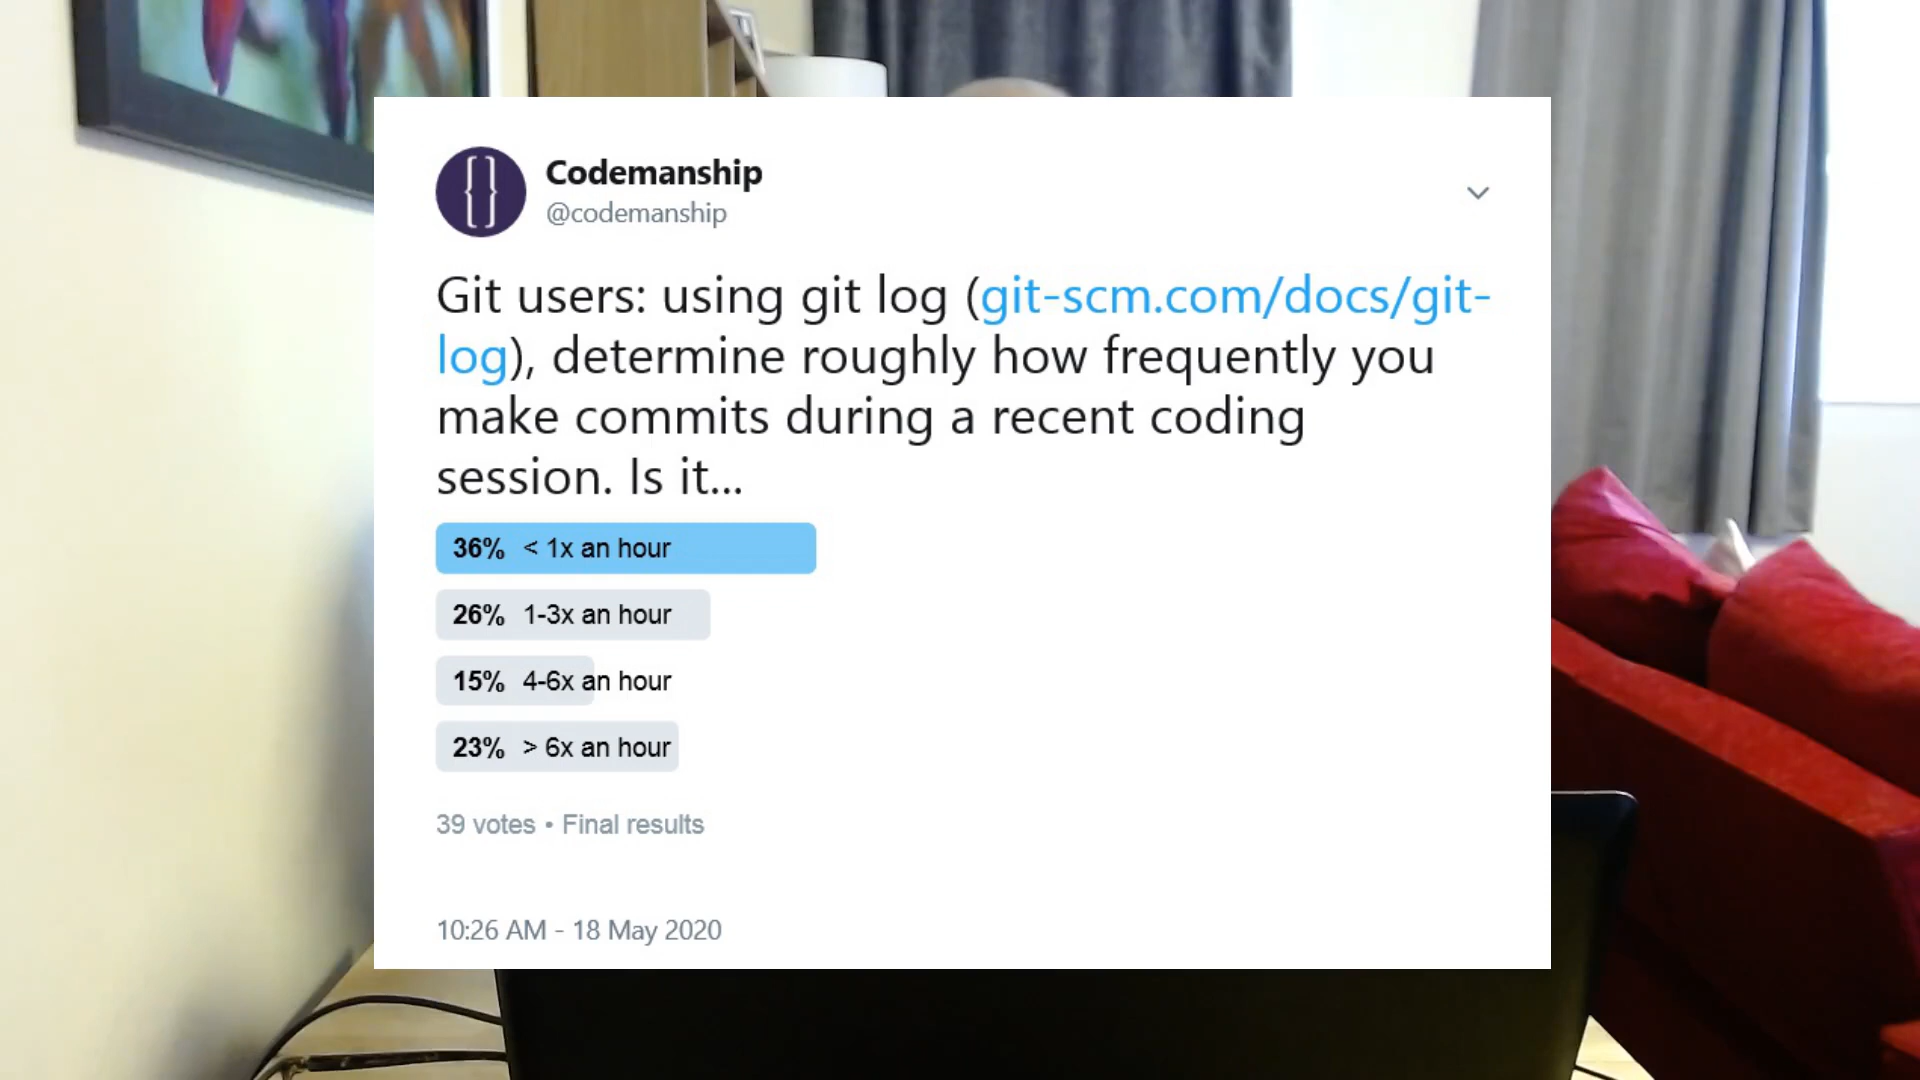 Codemanship
@codemanship
Git users: using git log (git-scm.com/docs/git-
log), determine roughly how frequently you
make commits during a recent coding
session. Is it...
36% < 1x an hour
26% 1-3x an hour
15% 4-6x an hour
23% > 6x an hour
39 votes • Final results
10:26 AM - 18 May 2020